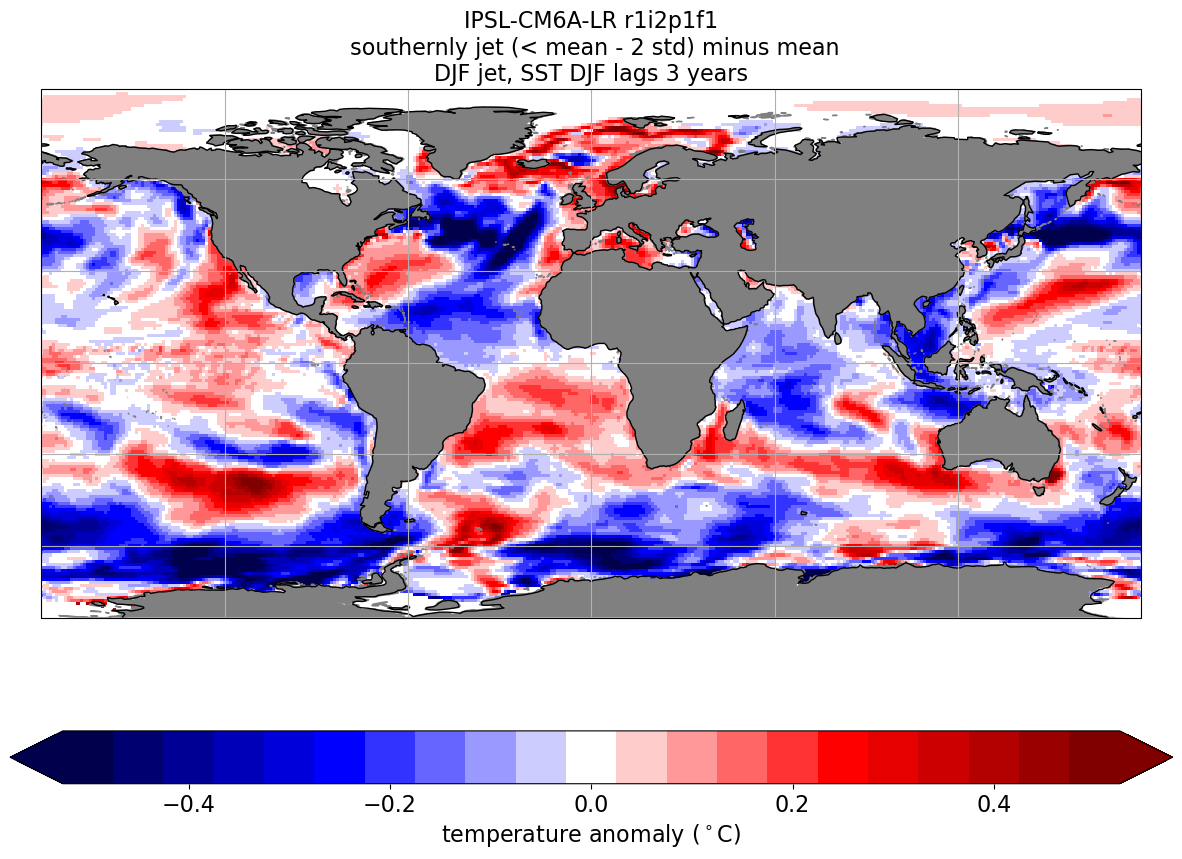 IPSL-CM6A-LR r1i2p1f1
southernly jet (< mean - 2 std) minus mean
DJF jet, SST DJF lags 3 years
−0.4 −0.2 0.0 0.2 0.4
temperature anomaly (°C)